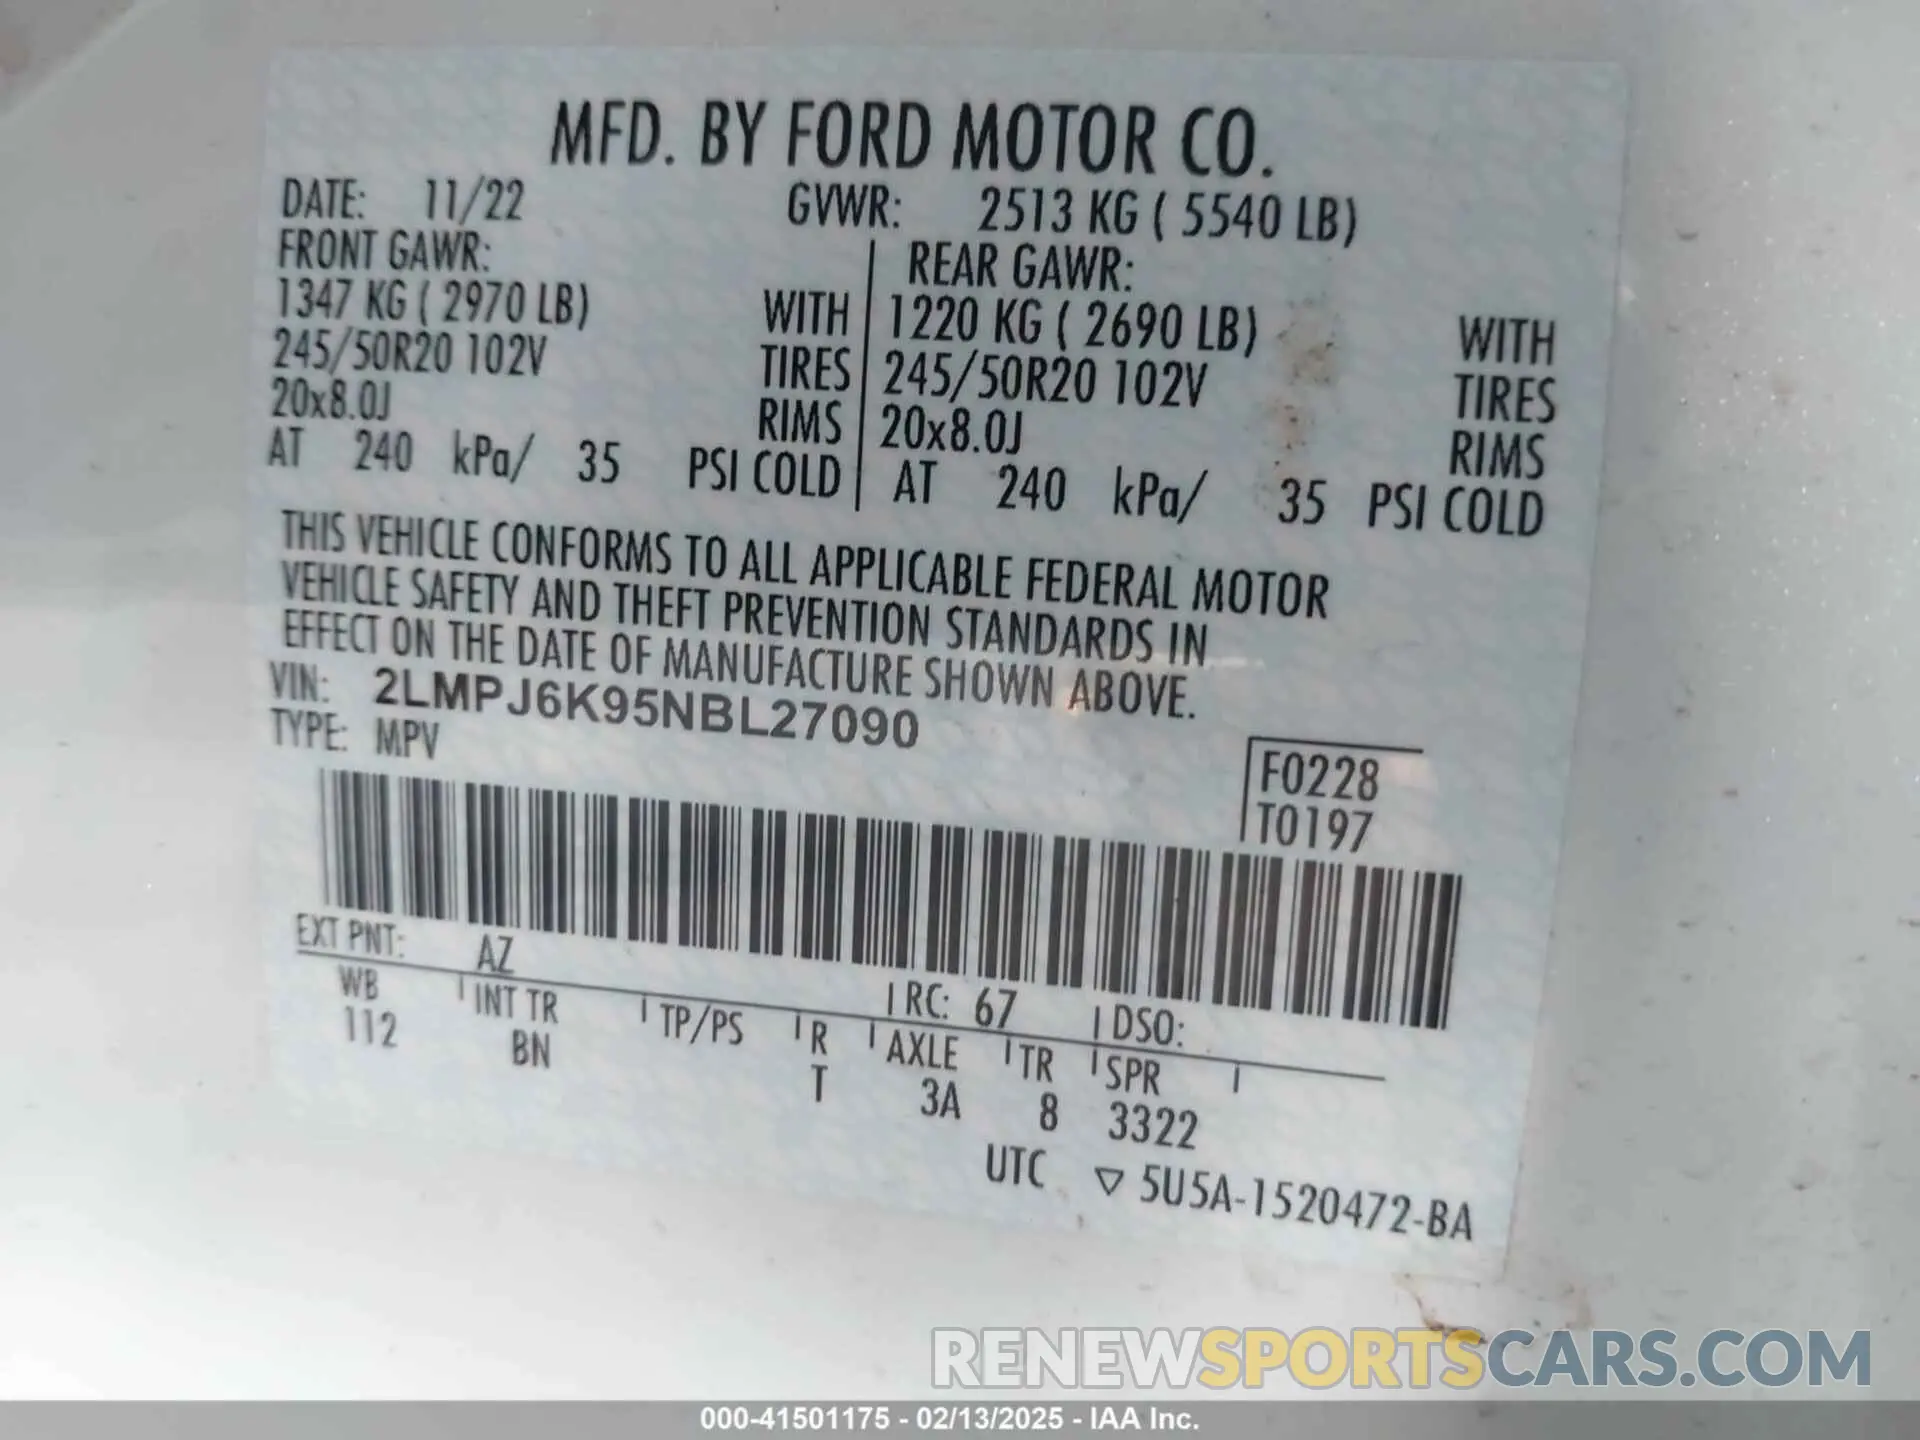 MFD. BY FORD MOTOR CO.
DATE: 11/22 GVWR: 2513 KG ( 5540 LB)
FRONT GAWR: REAR GAWR:
1347 KG ( 2970 LB) WITH 1220 KG ( 2690 LB) WITH
245/50R20 102V TIRES 245/50R20 102V TIRES
20x8.0J RIMS 20x8.0J RIMS
AT 240 kPa/ 35 PSI COLD AT 240 kPa/ 35 PSI COLD
THIS VEHICLE CONFORMS TO ALL APPLICABLE FEDERAL MOTOR
VEHICLE SAFETY AND THEFT PREVENTION STANDARDS IN
EFFECT ON THE DATE OF MANUFACTURE SHOWN ABOVE.
VIN: 2LMPJ6K95NBL27090
TYPE: MPV
F0228
T0197
EXT PNT: AZ RC: 67 DSO:
WB INT TR TP/PS R AXLE TR SPR
112 BN T 3A 8 3322
UTC ▽ 5U5A-1520472-BA
RENEWSPORTSCARS.COM
000-41501175 - 02/13/2025 - IAA Inc.